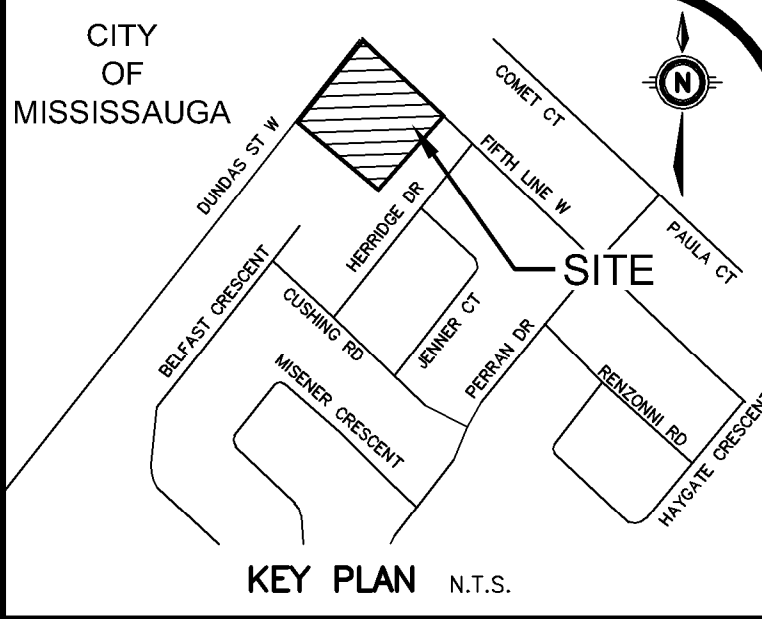 CITY
OF
MISSISSAUGA
N
COMET CT
DUNDAS ST W
FIFTH LINE W
HERRIDGE DR
PAULA CT
SITE
BELFAST CRESCENT
CUSHING RD
JENNER CT
PERRAN DR
MISENER CRESCENT
RENZONNI RD
HAYGATE CRESCENT
KEY PLAN N.T.S.